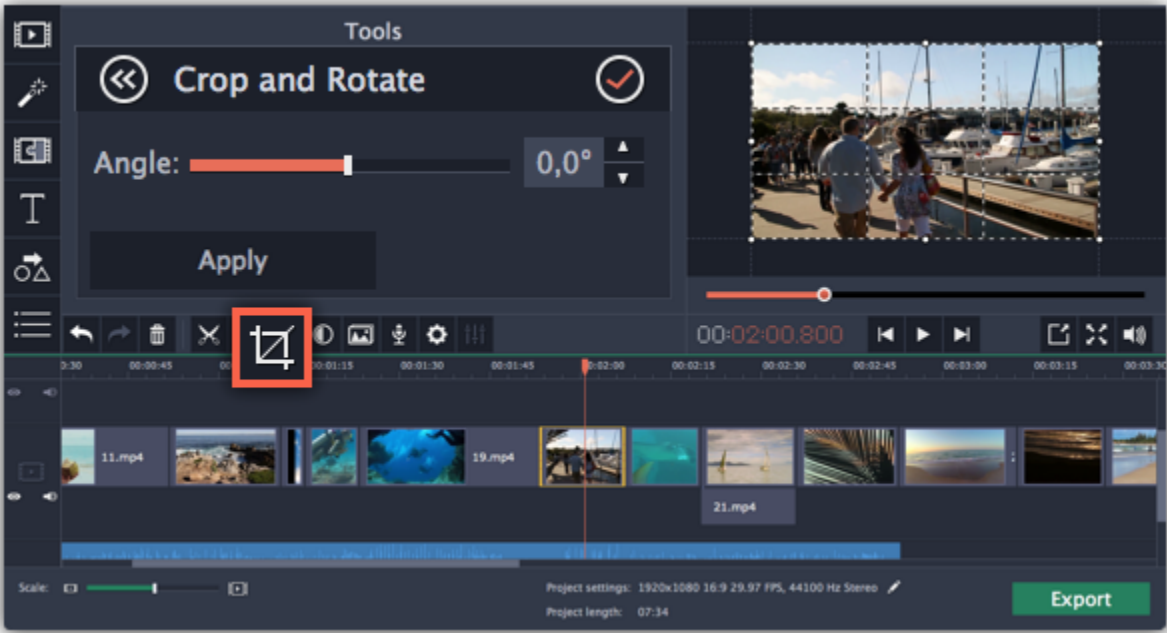 Tools
Crop and Rotate
Angle:
0,0°
Apply
00:02:00.800
0:30
00:00:45
00:01:15
00:01:30
00:01:45
00:02:00
00:02:15
00:02:30
00:02:45
00:03:00
00:03:15
00:03:30
11.mp4
19.mp4
21.mp4
Scale:
Project settings: 1920x1080 16:9 29.97 FPS, 44100 Hz Stereo
Project length: 07:34
Export